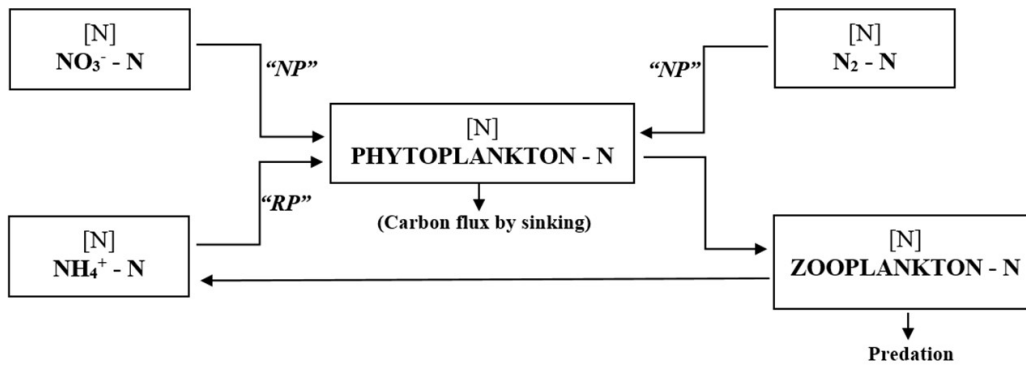 [N]
NO₃⁻ - N
“NP”
“NP”
[N]
N₂ - N
[N]
PHYTOPLANKTON - N
(Carbon flux by sinking)
“RP”
[N]
NH₄⁺ - N
[N]
ZOOPLANKTON - N
Predation